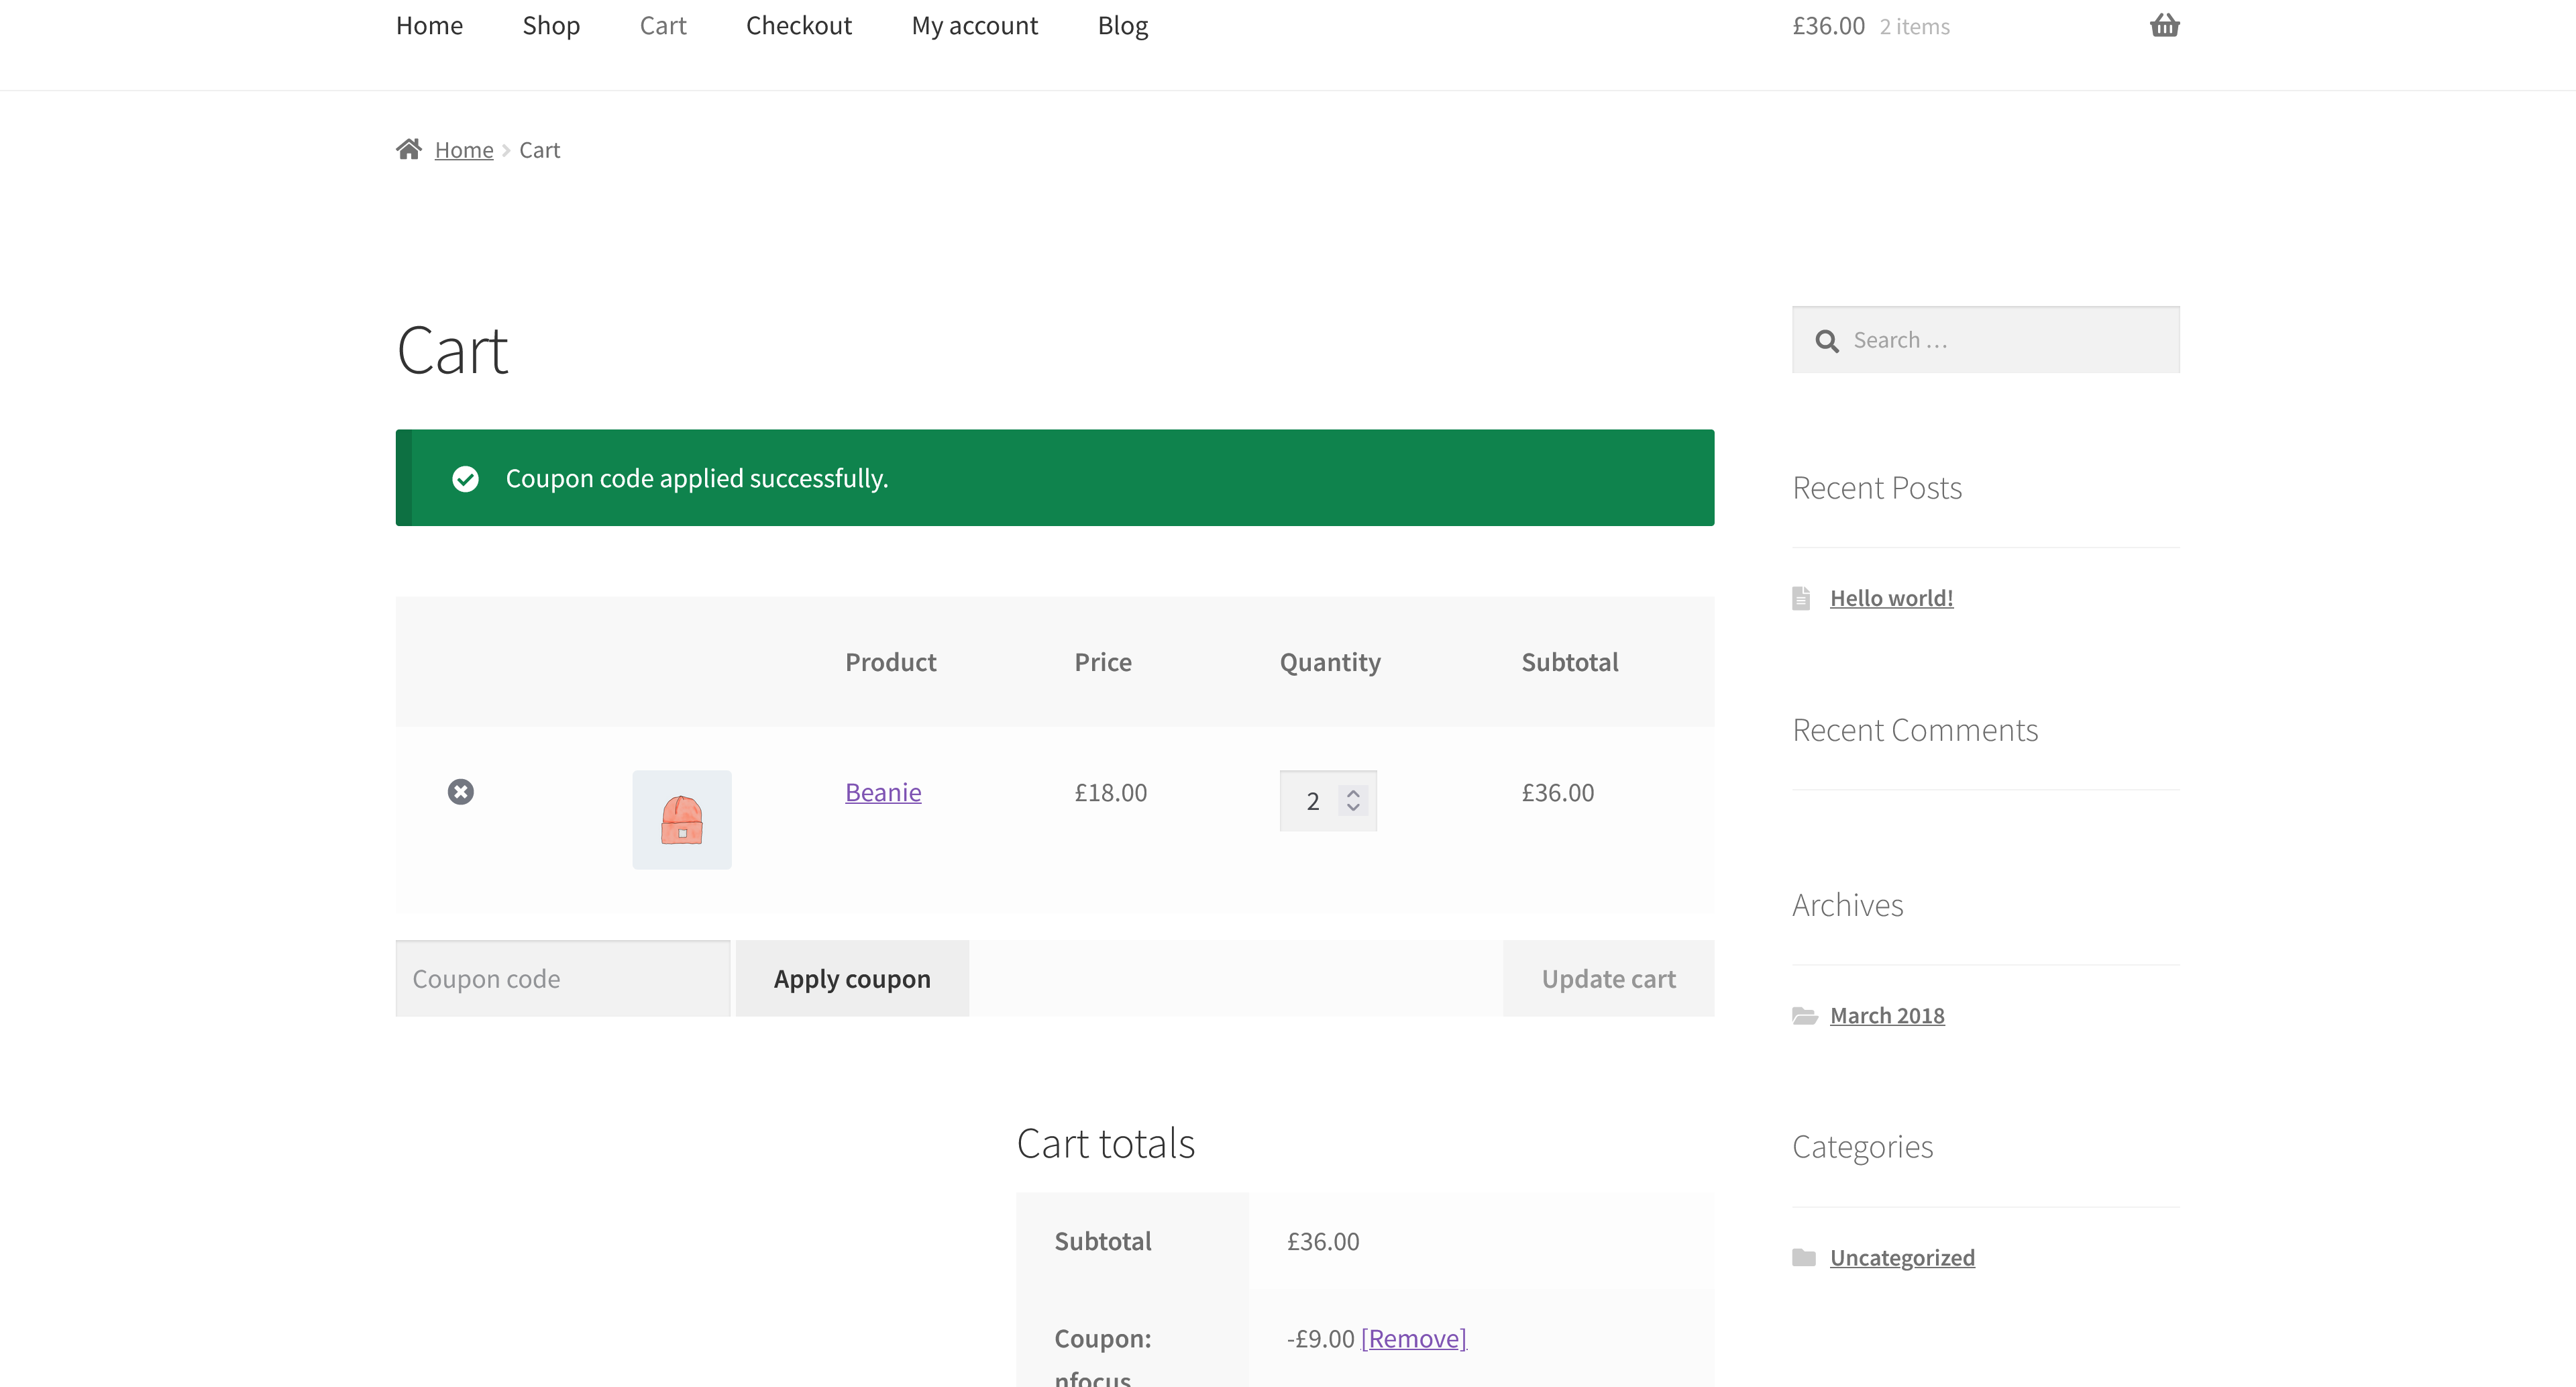 Home Shop Cart Checkout My account Blog £36.00 2 items
Home Cart
Cart
Search …
Coupon code applied successfully.
Recent Posts
Hello world!
Product Price Quantity Subtotal
Recent Comments
Beanie £18.00 2 £36.00
Archives
Coupon code Apply coupon Update cart
March 2018
Cart totals
Categories
Subtotal £36.00
Uncategorized
Coupon: -£9.00 [Remove]
nfocus